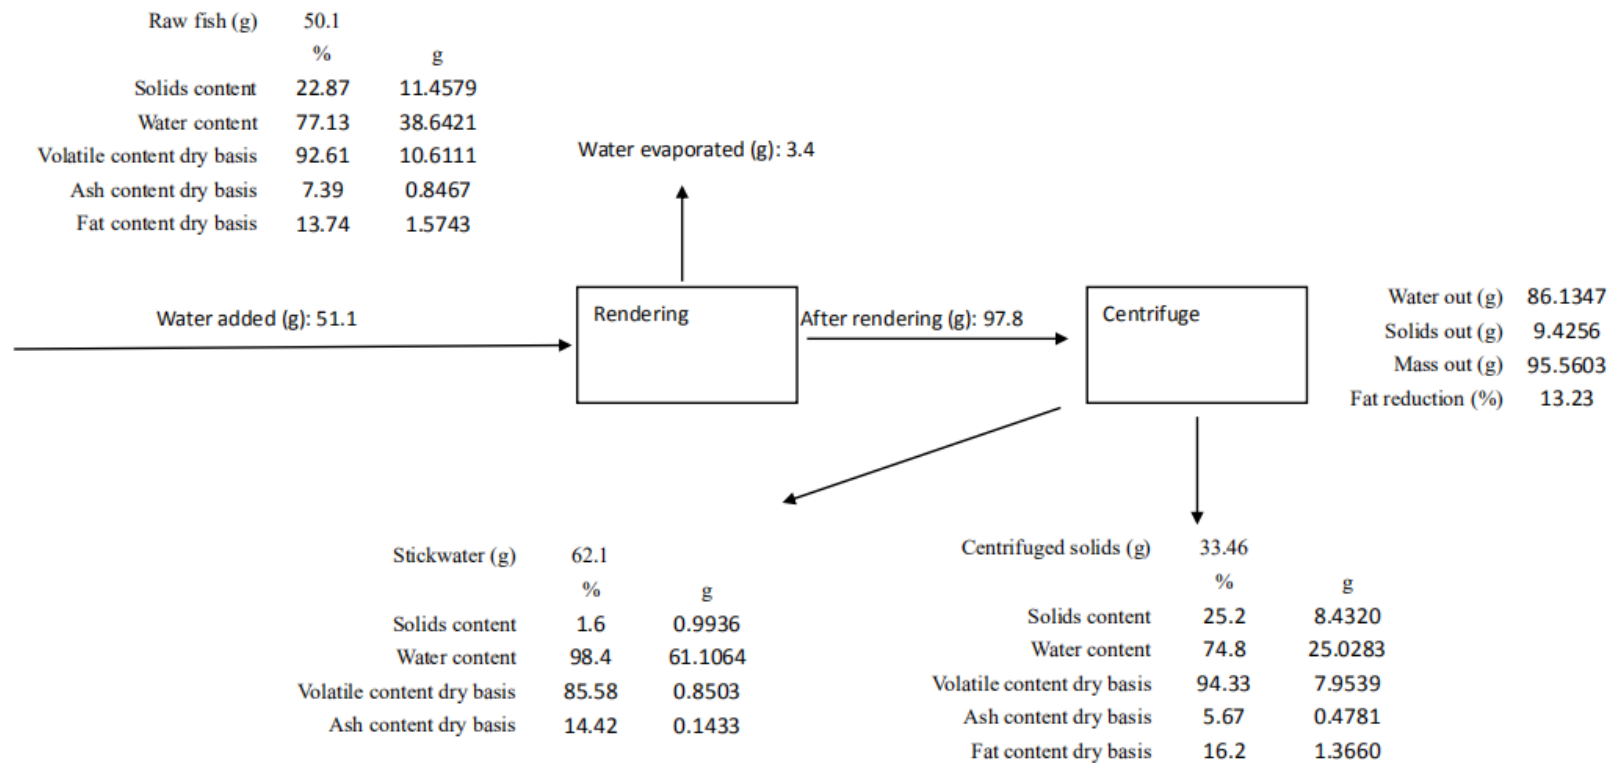 Raw fish (g) 50.1
% g
Solids content 22.87 11.4579
Water content 77.13 38.6421
Volatile content dry basis 92.61 10.6111
Ash content dry basis 7.39 0.8467
Fat content dry basis 13.74 1.5743
Water evaporated (g): 3.4
Water added (g): 51.1
Rendering
After rendering (g): 97.8
Centrifuge
Water out (g) 86.1347
Solids out (g) 9.4256
Mass out (g) 95.5603
Fat reduction (%) 13.23
Stickwater (g) 62.1
% g
Solids content 1.6 0.9936
Water content 98.4 61.1064
Volatile content dry basis 85.58 0.8503
Ash content dry basis 14.42 0.1433
Centrifuged solids (g) 33.46
% g
Solids content 25.2 8.4320
Water content 74.8 25.0283
Volatile content dry basis 94.33 7.9539
Ash content dry basis 5.67 0.4781
Fat content dry basis 16.2 1.3660